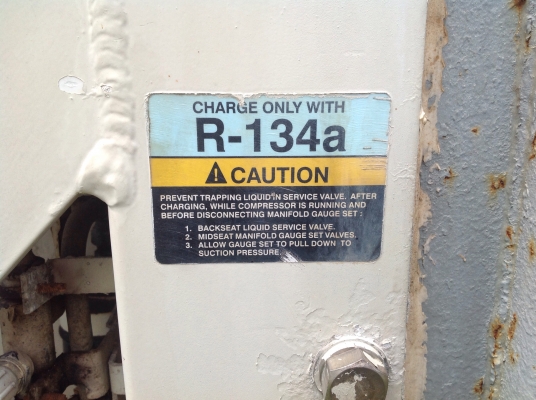 CHARGE ONLY WITH
R-134a
CAUTION
PREVENT TRAPPING LIQUID IN SERVICE VALVE. AFTER
CHARGING, WHILE COMPRESSOR IS RUNNING AND
BEFORE DISCONNECTING MANIFOLD GAUGE SET :
1. BACKSEAT LIQUID SERVICE VALVE.
2. MIDSEAT MANIFOLD GAUGE SET VALVES.
3. ALLOW GAUGE SET TO PULL DOWN TO
SUCTION PRESSURE.